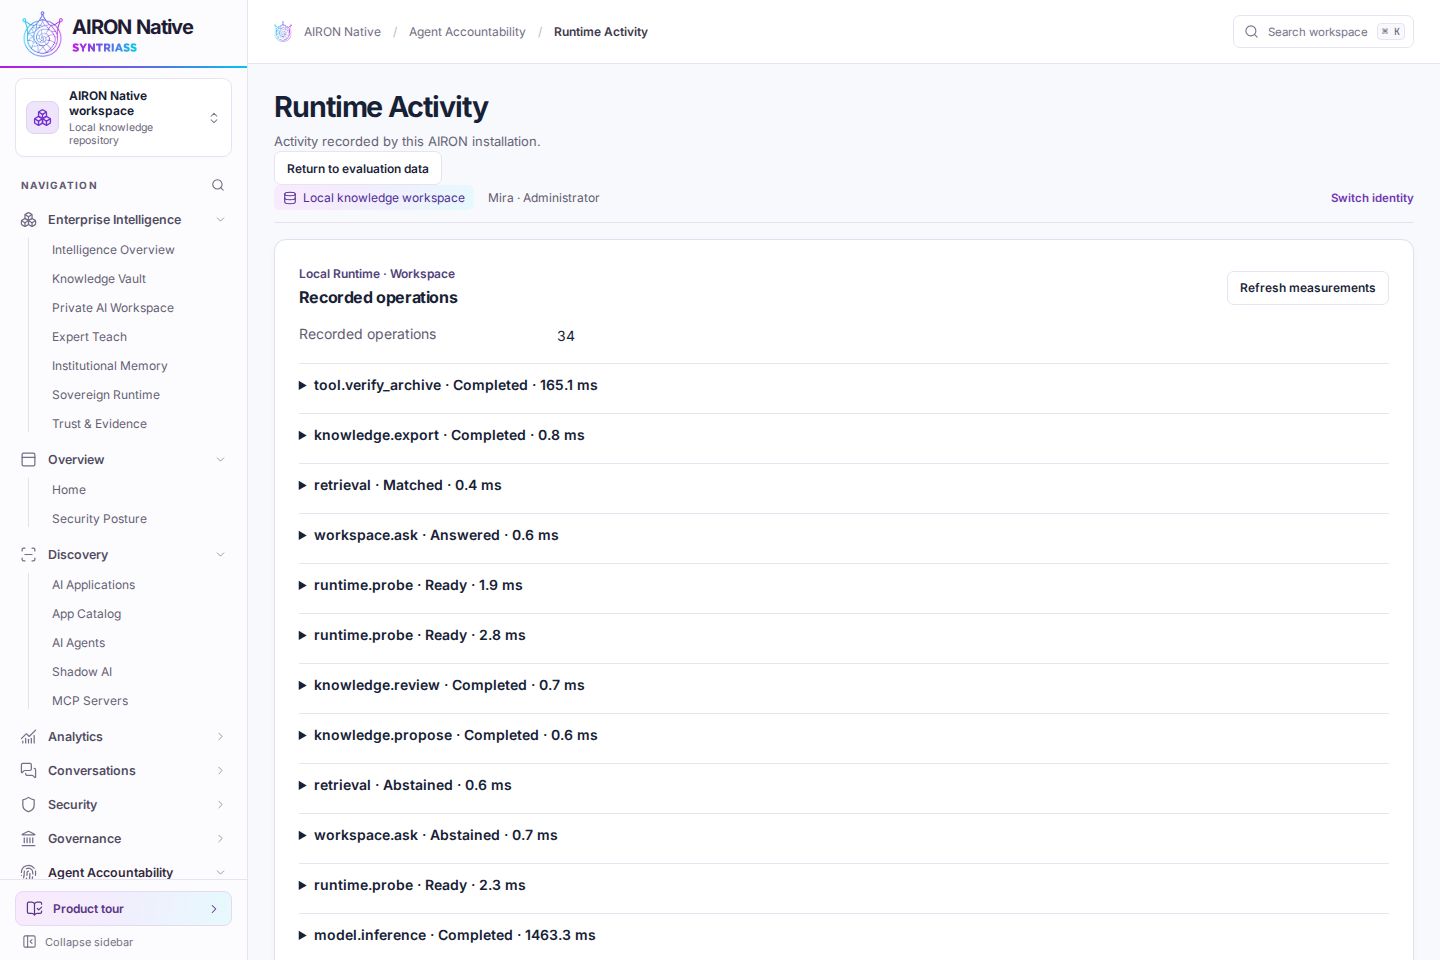 AIRON Native
SYNTRIASS
AIRON Native
workspace
Local knowledge
repository
NAVIGATION
Enterprise Intelligence
Intelligence Overview
Knowledge Vault
Private AI Workspace
Expert Teach
Institutional Memory
Sovereign Runtime
Trust & Evidence
Overview
Home
Security Posture
Discovery
AI Applications
App Catalog
AI Agents
Shadow AI
MCP Servers
Analytics
Conversations
Security
Governance
Agent Accountability
Product tour
Collapse sidebar
AIRON Native / Agent Accountability / Runtime Activity
Search workspace ⌘ K
Runtime Activity
Activity recorded by this AIRON installation.
Return to evaluation data
Local knowledge workspace Mira · Administrator Switch identity
Local Runtime · Workspace
Recorded operations
Refresh measurements
Recorded operations 34
tool.verify_archive · Completed · 165.1 ms
knowledge.export · Completed · 0.8 ms
retrieval · Matched · 0.4 ms
workspace.ask · Answered · 0.6 ms
runtime.probe · Ready · 1.9 ms
runtime.probe · Ready · 2.8 ms
knowledge.review · Completed · 0.7 ms
knowledge.propose · Completed · 0.6 ms
retrieval · Abstained · 0.6 ms
workspace.ask · Abstained · 0.7 ms
runtime.probe · Ready · 2.3 ms
model.inference · Completed · 1463.3 ms